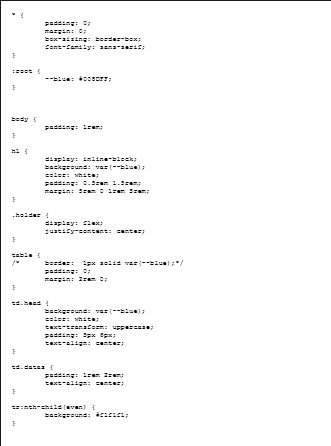 * {
padding: 0;
margin: 0;
box-sizing: border-box;
font-family: sans-serif;
}
:root {
--blue: #008DFF;
}
body {
padding: 1rem;
}
h1 {
display: inline-block;
background: var(--blue);
color: white;
padding: 0.5rem 1.5rem;
margin: 5rem 0 1rem 5rem;
}
.holder {
display: flex;
justify-content: center;
}
table {
/* border: 1px solid var(--blue);*/
padding: 0;
margin: 2rem 0;
}
td.head {
background: var(--blue);
color: white;
text-transform: uppercase;
padding: 5px 6px;
text-align: center;
}
td.datas {
padding: 1rem 2rem;
text-align: center;
}
tr:nth-child(even) {
background: #f1f1f1;
}